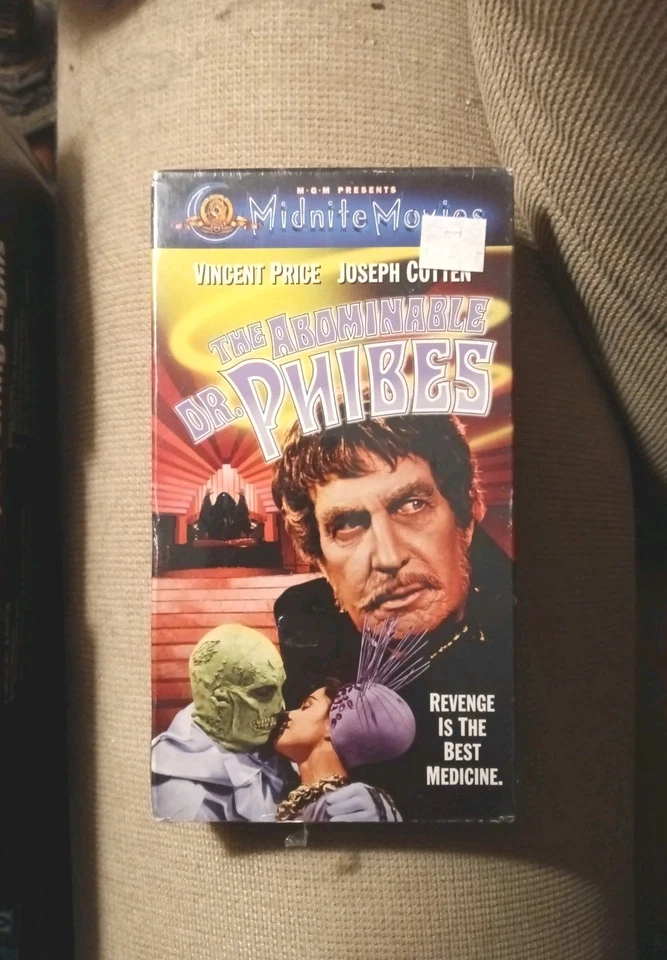 M·G·M PRESENTS
Midnite Movies
VINCENT PRICE JOSEPH COTTEN
THE ABOMINABLE
DR. PHIBES
REVENGE
IS THE
BEST
MEDICINE.